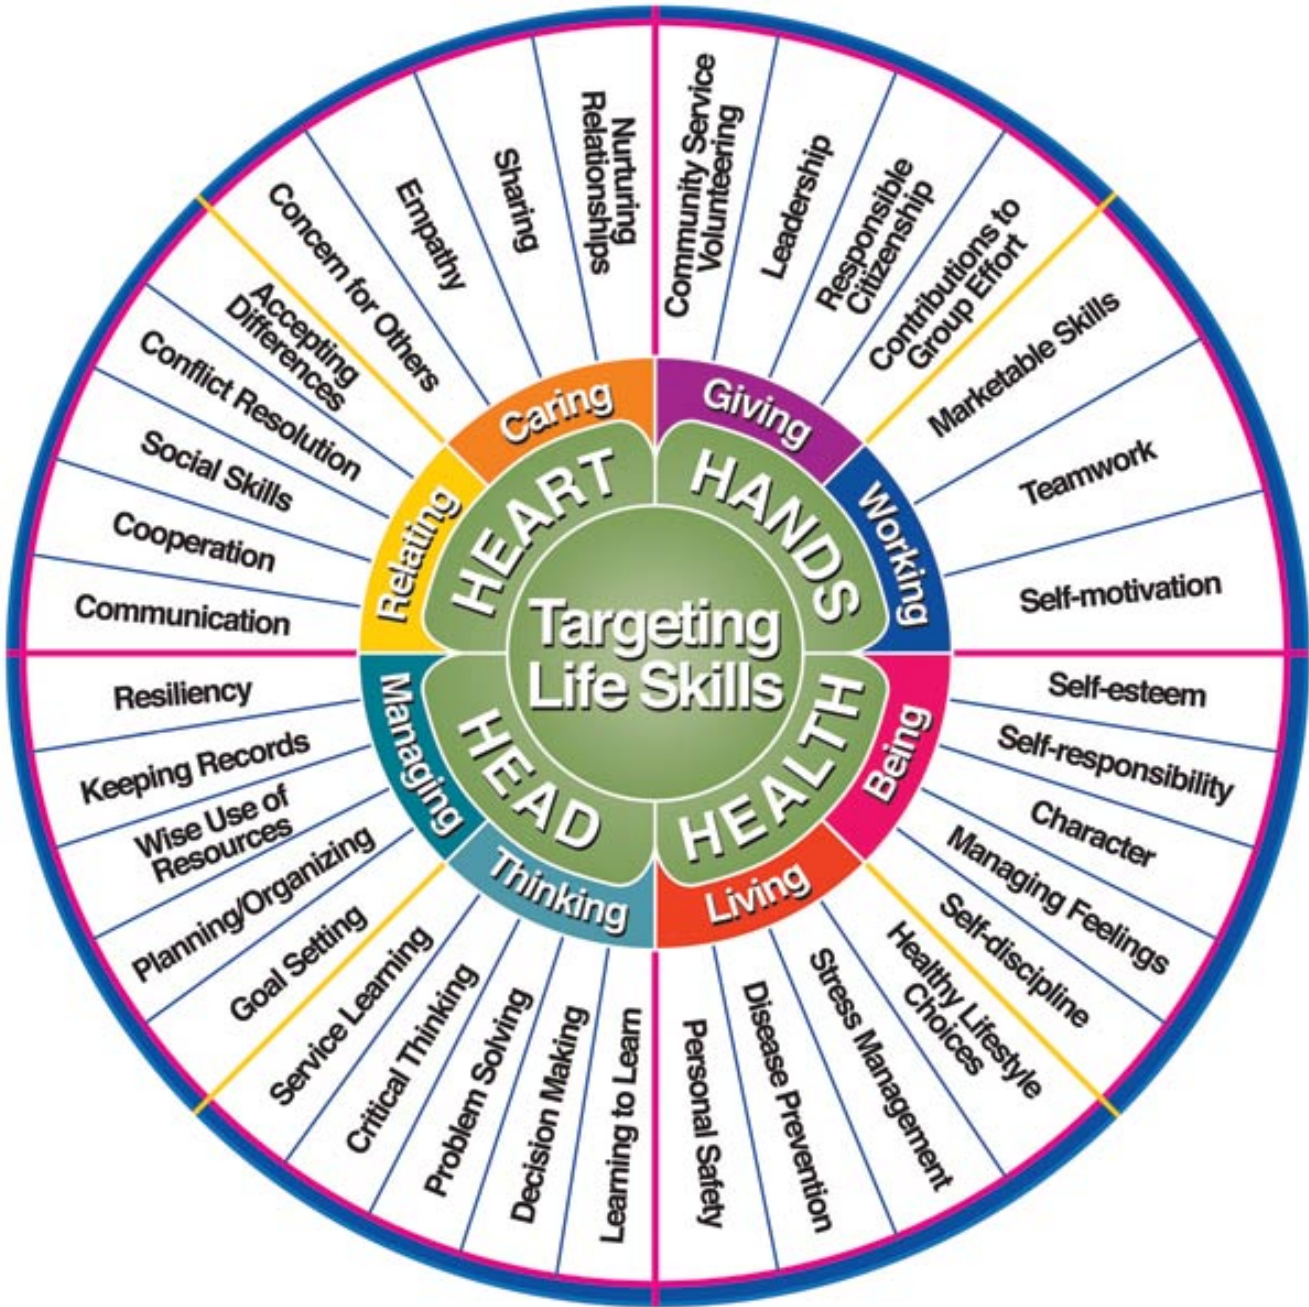 Targeting
Life Skills
HEART
HANDS
HEALTH
HEAD
Caring
Giving
Working
Being
Living
Thinking
Managing
Relating
Community Service
Volunteering
Leadership
Responsible
Citizenship
Contributions to
Group Effort
Marketable Skills
Teamwork
Self-motivation
Self-esteem
Self-responsibility
Character
Managing Feelings
Self-discipline
Healthy Lifestyle
Choices
Stress Management
Disease Prevention
Personal Safety
Learning to Learn
Decision Making
Problem Solving
Critical Thinking
Service Learning
Goal Setting
Planning/Organizing
Wise Use of
Resources
Keeping Records
Resiliency
Communication
Cooperation
Social Skills
Conflict Resolution
Accepting
Differences
Concern for Others
Empathy
Sharing
Nurturing
Relationships